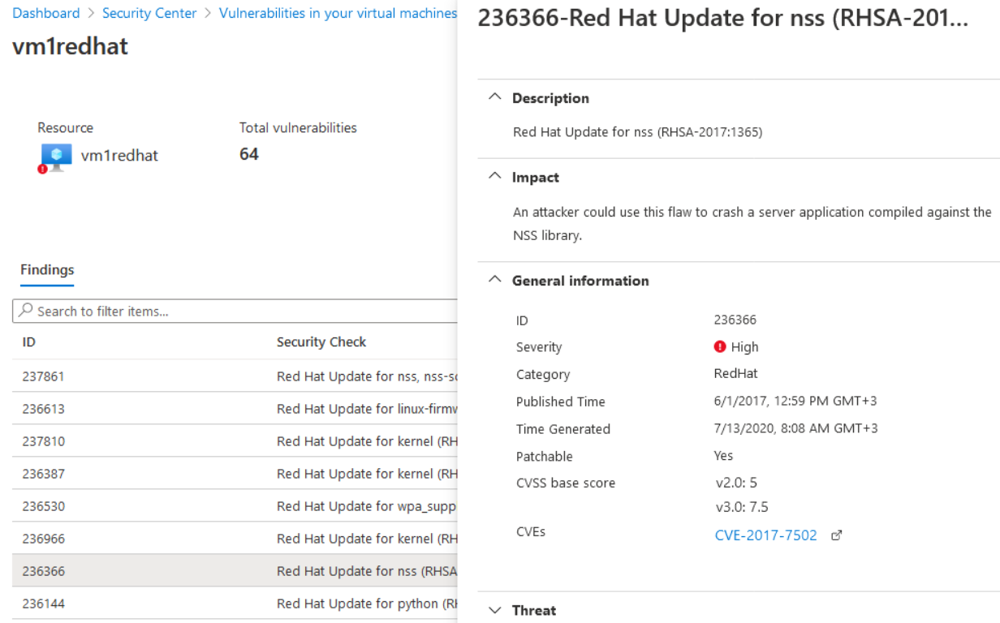 Dashboard > Security Center > Vulnerabilities in your virtual machines
vm1redhat
Resource
Total vulnerabilities
vm1redhat
64
Findings
Search to filter items...
ID Security Check
237861 Red Hat Update for nss, nss-so
236613 Red Hat Update for linux-firmw
237810 Red Hat Update for kernel (RH
236387 Red Hat Update for kernel (RH
236530 Red Hat Update for wpa_supp
236966 Red Hat Update for kernel (RH
236366 Red Hat Update for nss (RHSA
236144 Red Hat Update for python (RH
236366-Red Hat Update for nss (RHSA-201...
Description
Red Hat Update for nss (RHSA-2017:1365)
Impact
An attacker could use this flaw to crash a server application compiled against the
NSS library.
General information
ID 236366
Severity High
Category RedHat
Published Time 6/1/2017, 12:59 PM GMT+3
Time Generated 7/13/2020, 8:08 AM GMT+3
Patchable Yes
CVSS base score v2.0: 5
v3.0: 7.5
CVEs CVE-2017-7502
Threat